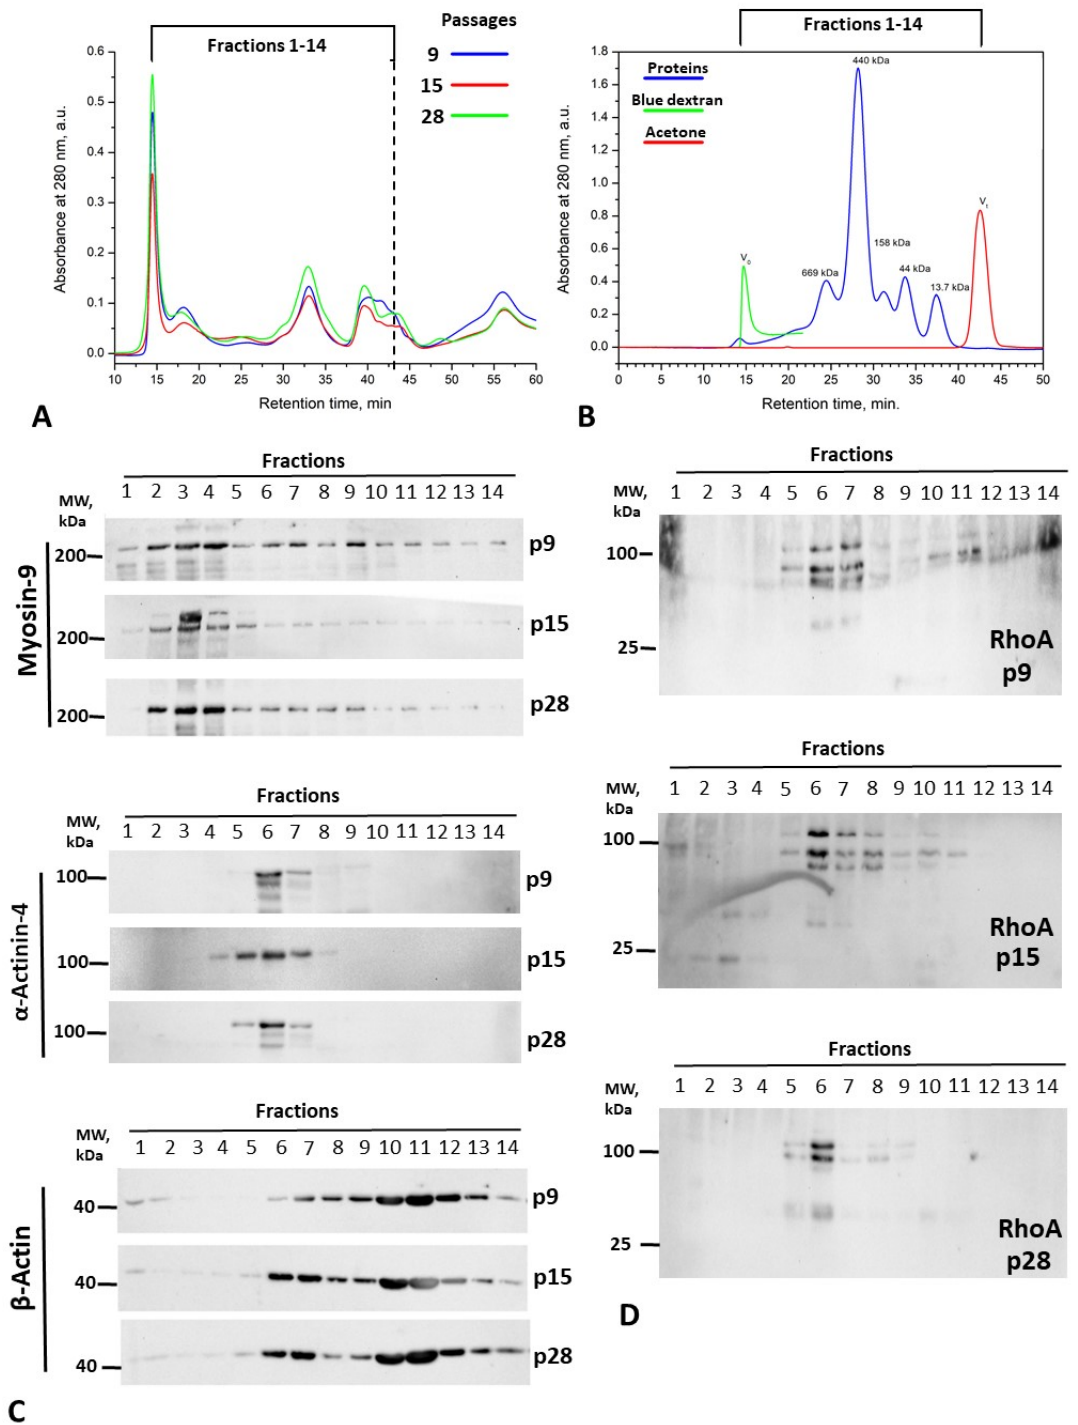 Passages
Fractions 1-14
9
15
28
0.6
0.5
0.4
0.3
0.2
0.1
0.0
Absorbance at 280 nm, a.u.
10 15 20 25 30 35 40 45 50 55 60
Retention time, min
A
Fractions 1-14
Proteins
Blue dextran
Acetone
440 kDa
V0
669 kDa
158 kDa
44 kDa
13.7 kDa
Vt
1.8
1.6
1.4
1.2
1.0
0.8
0.6
0.4
0.2
0.0
Absorbance at 280 nm, a.u.
0 5 10 15 20 25 30 35 40 45 50
Retention time, min.
B
Fractions
1 2 3 4 5 6 7 8 9 10 11 12 13 14
MW,
kDa
Myosin-9
200
p9
200
p15
200
p28
Fractions
1 2 3 4 5 6 7 8 9 10 11 12 13 14
MW,
kDa
α-Actinin-4
100
p9
100
p15
100
p28
Fractions
1 2 3 4 5 6 7 8 9 10 11 12 13 14
MW,
kDa
β-Actin
40
p9
40
p15
40
p28
C
Fractions
1 2 3 4 5 6 7 8 9 10 11 12 13 14
MW,
kDa
100
25
RhoA
p9
Fractions
1 2 3 4 5 6 7 8 9 10 11 12 13 14
MW,
kDa
100
25
RhoA
p15
Fractions
1 2 3 4 5 6 7 8 9 10 11 12 13 14
MW,
kDa
100
25
RhoA
p28
D